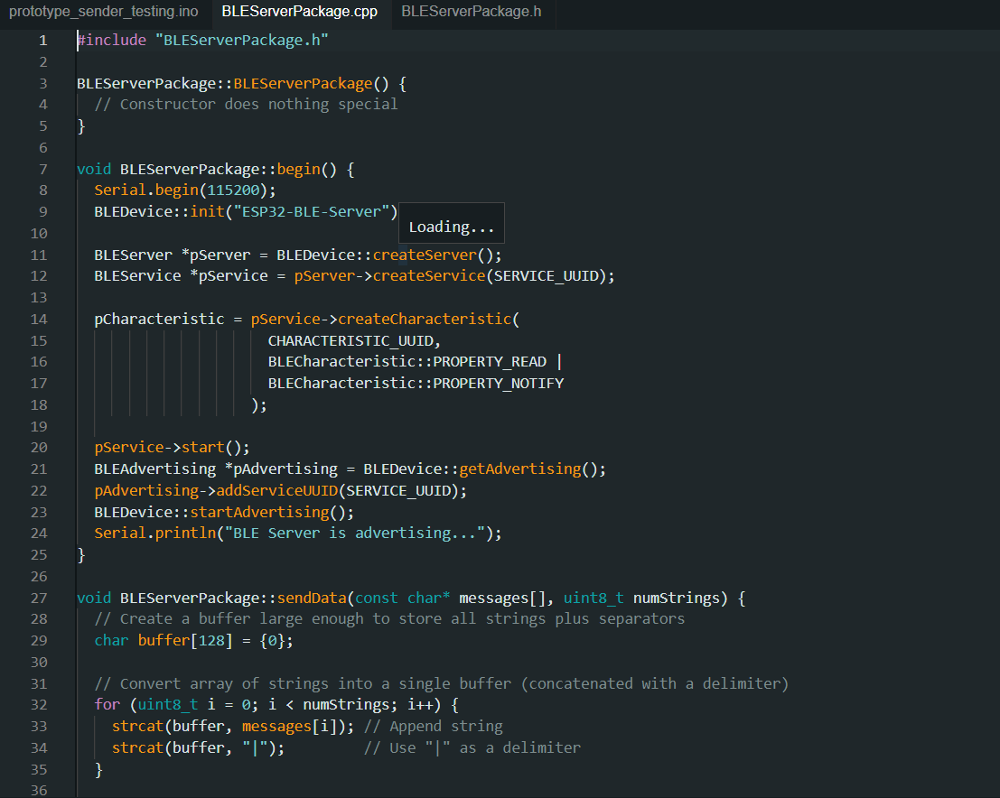 prototype_sender_testing.ino BLEServerPackage.cpp BLEServerPackage.h
1 #include "BLEServerPackage.h"
2
3 BLEServerPackage::BLEServerPackage() {
4 // Constructor does nothing special
5 }
6
7 void BLEServerPackage::begin() {
8 Serial.begin(115200);
9 BLEDevice::init("ESP32-BLE-Server")
Loading...
10
11 BLEServer *pServer = BLEDevice::createServer();
12 BLEService *pService = pServer->createService(SERVICE_UUID);
13
14 pCharacteristic = pService->createCharacteristic(
15 CHARACTERISTIC_UUID,
16 BLECharacteristic::PROPERTY_READ |
17 BLECharacteristic::PROPERTY_NOTIFY
18 );
19
20 pService->start();
21 BLEAdvertising *pAdvertising = BLEDevice::getAdvertising();
22 pAdvertising->addServiceUUID(SERVICE_UUID);
23 BLEDevice::startAdvertising();
24 Serial.println("BLE Server is advertising...");
25 }
26
27 void BLEServerPackage::sendData(const char* messages[], uint8_t numStrings) {
28 // Create a buffer large enough to store all strings plus separators
29 char buffer[128] = {0};
30
31 // Convert array of strings into a single buffer (concatenated with a delimiter)
32 for (uint8_t i = 0; i < numStrings; i++) {
33 strcat(buffer, messages[i]); // Append string
34 strcat(buffer, "|"); // Use "|" as a delimiter
35 }
36